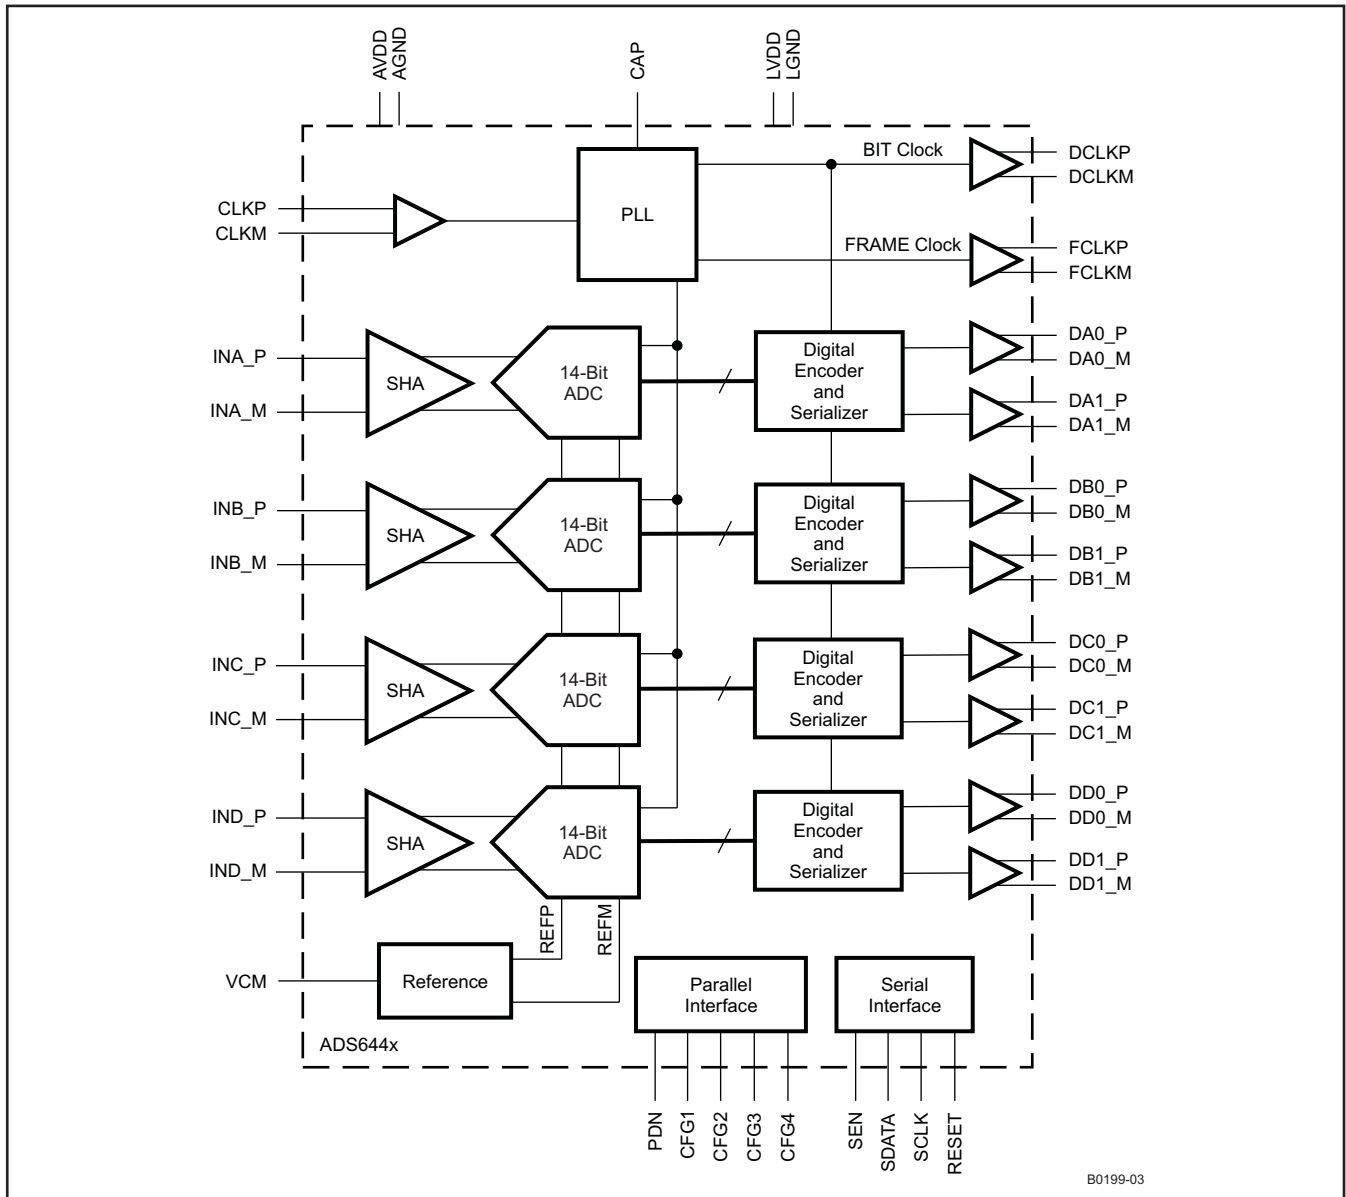 AVDD
AGND
CAP
LVDD
LGND
BIT Clock
DCLKP
DCLKM
CLKP
CLKM
PLL
FRAME Clock
FCLKP
FCLKM
INA_P
INA_M
SHA
14-Bit
ADC
Digital
Encoder
and
Serializer
DA0_P
DA0_M
DA1_P
DA1_M
INB_P
INB_M
SHA
14-Bit
ADC
Digital
Encoder
and
Serializer
DB0_P
DB0_M
DB1_P
DB1_M
INC_P
INC_M
SHA
14-Bit
ADC
Digital
Encoder
and
Serializer
DC0_P
DC0_M
DC1_P
DC1_M
IND_P
IND_M
SHA
14-Bit
ADC
Digital
Encoder
and
Serializer
DD0_P
DD0_M
DD1_P
DD1_M
REFP
REFM
VCM
Reference
Parallel
Interface
Serial
Interface
ADS644x
PDN
CFG1
CFG2
CFG3
CFG4
SEN
SDATA
SCLK
RESET
B0199-03